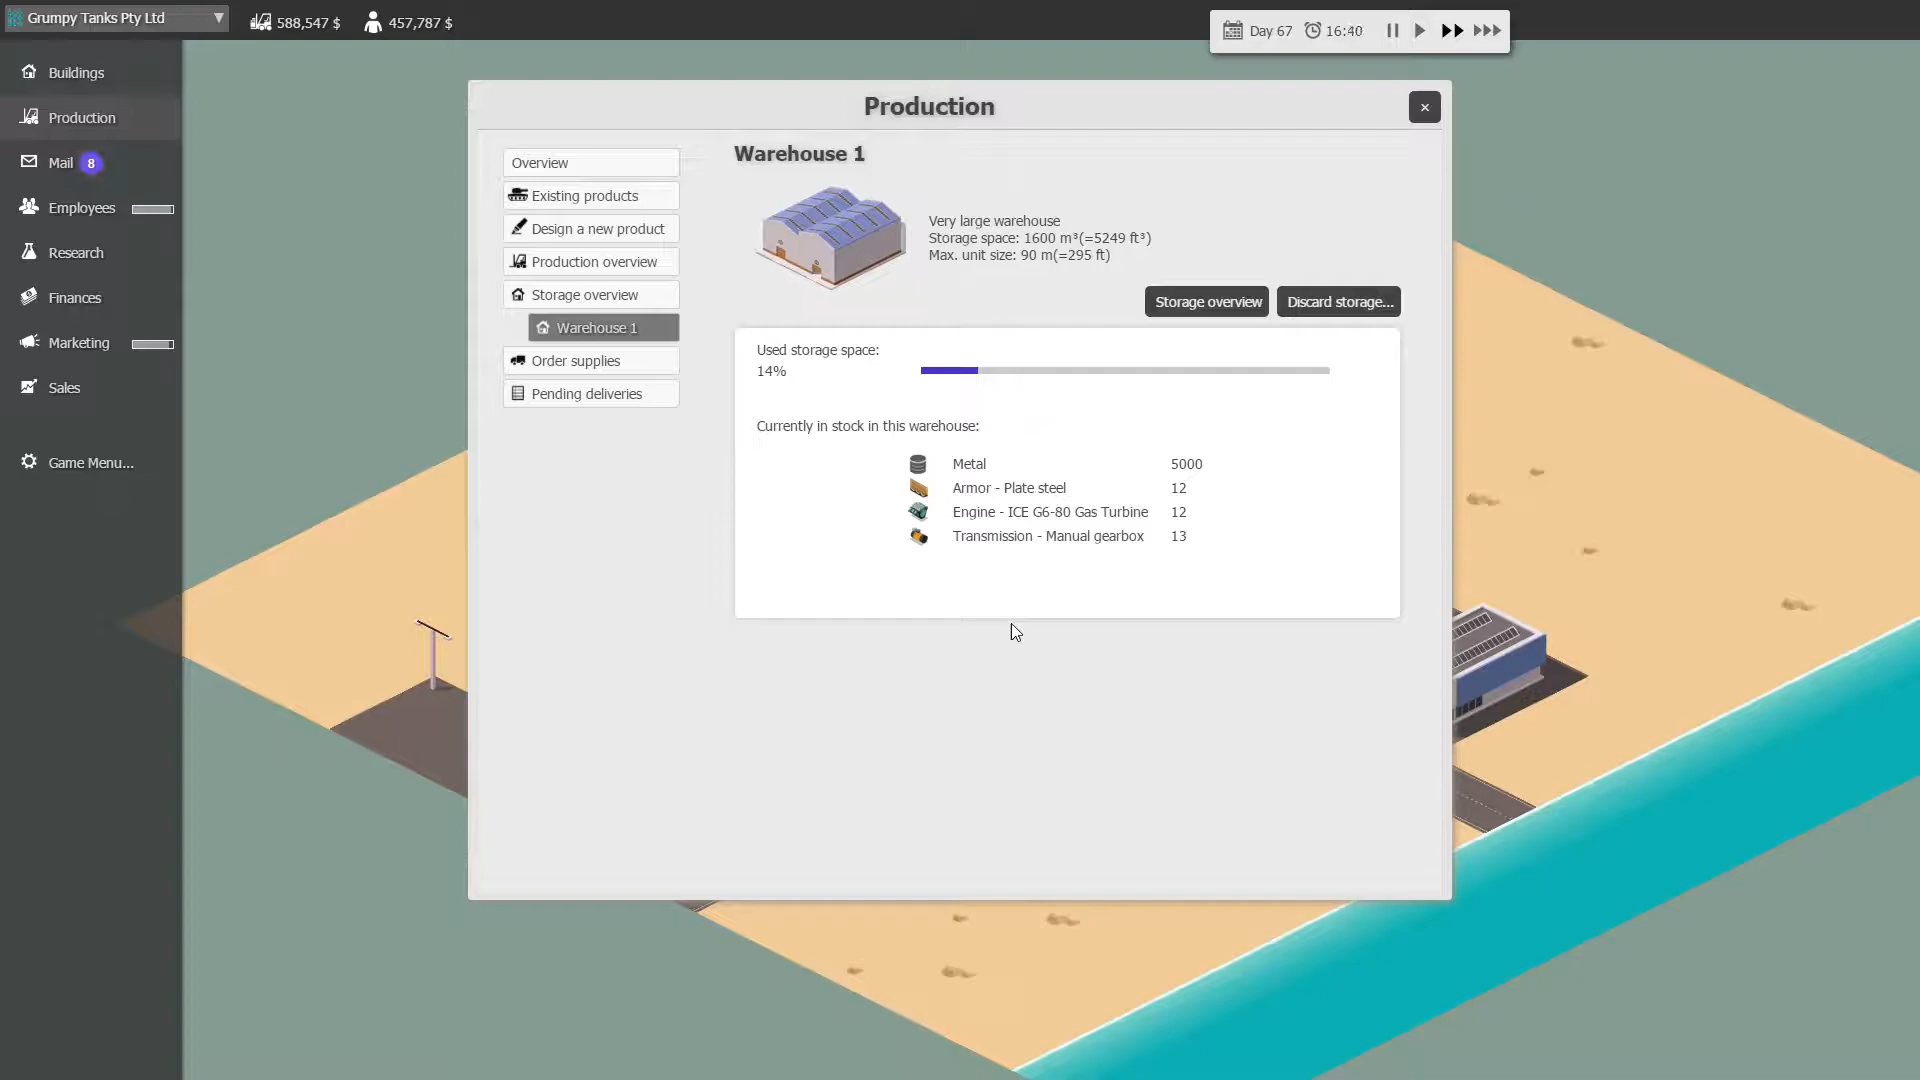 Grumpy Tanks Pty Ltd
588,547 $
457,787 $
Day 67
16:40
Buildings
Production
Mail 8
Employees
Research
Finances
Marketing
Sales
Game Menu...
Production
×
Overview
Existing products
Design a new product
Production overview
Storage overview
Warehouse 1
Order supplies
Pending deliveries
Warehouse 1
Very large warehouse
Storage space: 1600 m³(=5249 ft³)
Max. unit size: 90 m(=295 ft)
Storage overview
Discard storage...
Used storage space:
14%
Currently in stock in this warehouse:
Metal 5000
Armor - Plate steel 12
Engine - ICE G6-80 Gas Turbine 12
Transmission - Manual gearbox 13